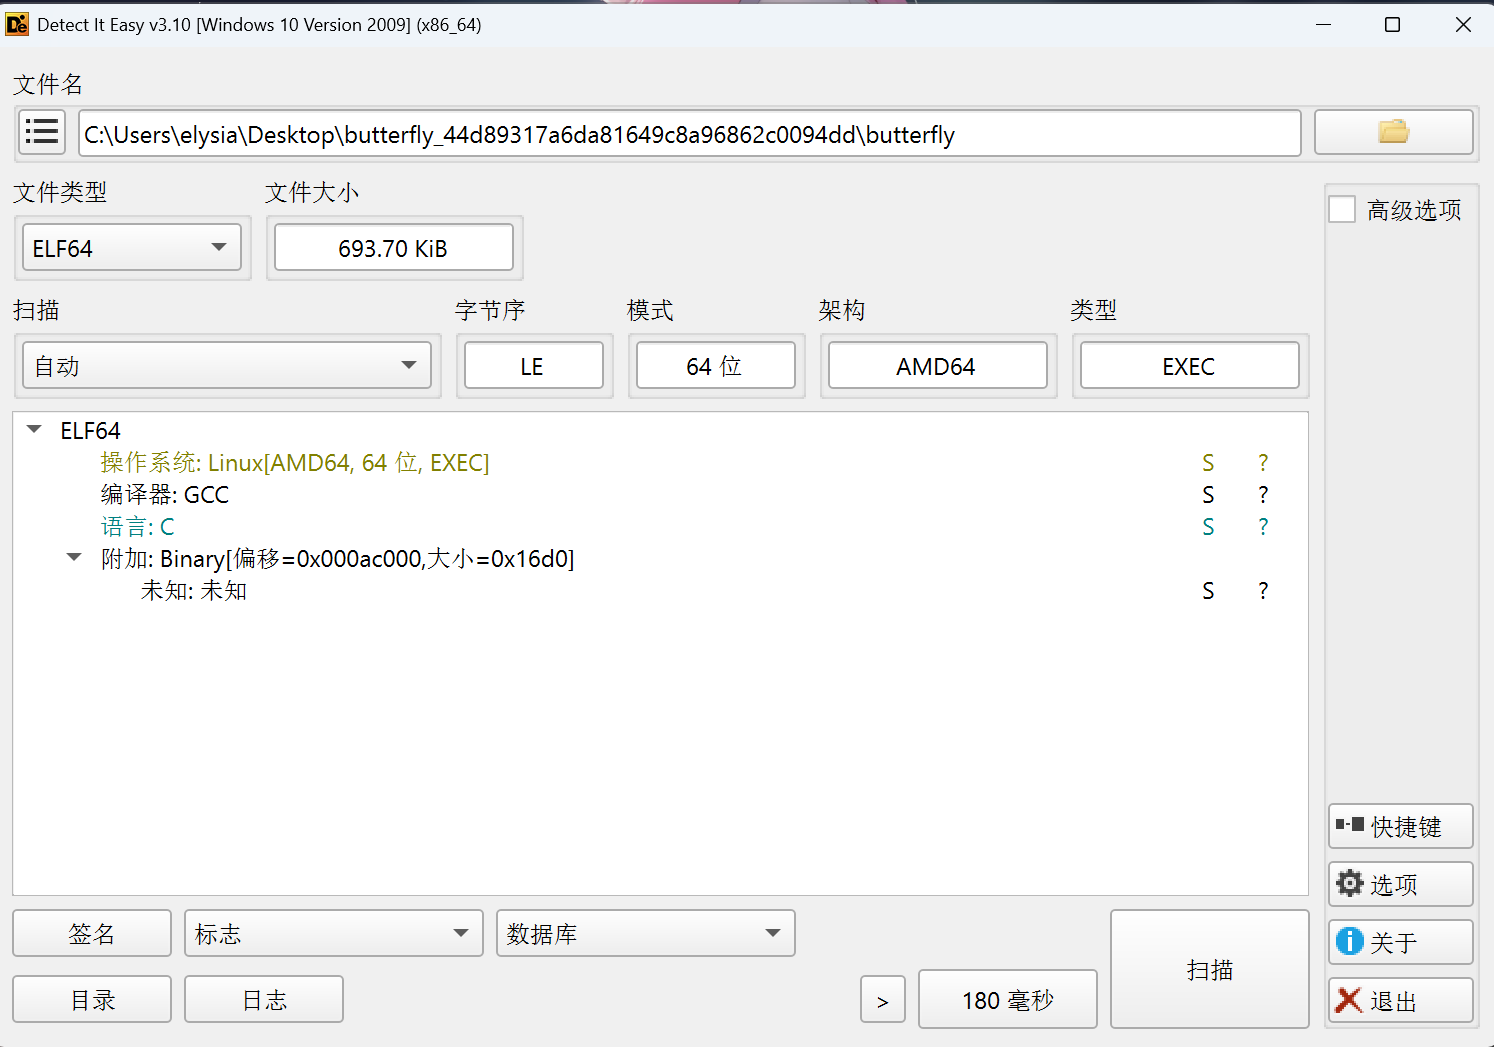 Detect It Easy v3.10 [Windows 10 Version 2009] (x86_64)
文件名
C:\Users\elysia\Desktop\butterfly_44d89317a6da81649c8a96862c0094dd\butterfly
文件类型 文件大小
高级选项
ELF64 693.70 KiB
扫描 字节序 模式 架构 类型
自动 LE 64 位 AMD64 EXEC
ELF64
操作系统: Linux[AMD64, 64 位, EXEC] S ?
编译器: GCC S ?
语言: C S ?
附加: Binary[偏移=0x000ac000,大小=0x16d0]
未知: 未知 S ?
快捷键
选项
关于
退出
签名 标志 数据库
扫描
目录 日志 > 180 毫秒